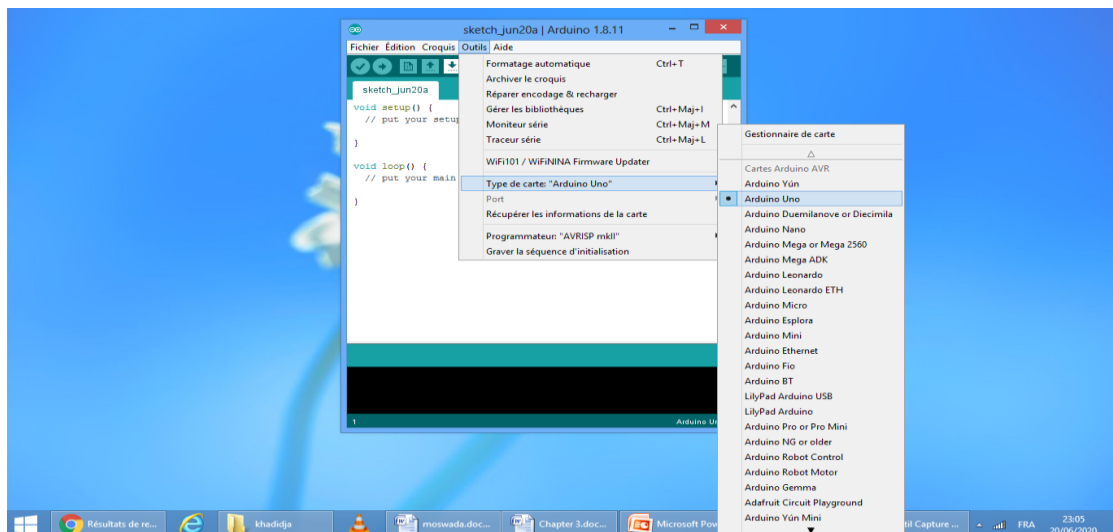 sketch_jun20a | Arduino 1.8.11
Fichier Édition Croquis Outils Aide
sketch_jun20a
void setup() {
// put your setup
}
void loop() {
// put your main
}
1
Arduino
Formatage automatique Ctrl+T
Archiver le croquis
Réparer encodage & recharger
Gérer les bibliothèques Ctrl+Maj+I
Moniteur série Ctrl+Maj+M
Traceur série Ctrl+Maj+L
WiFi101 / WiFiNINA Firmware Updater
Type de carte: "Arduino Uno"
Port
Récupérer les informations de la carte
Programmateur: "AVRISP mkII"
Graver la séquence d'initialisation
Gestionnaire de carte
Cartes Arduino AVR
Arduino Yún
Arduino Uno
Arduino Duemilanove or Diecimila
Arduino Nano
Arduino Mega or Mega 2560
Arduino Mega ADK
Arduino Leonardo
Arduino Leonardo ETH
Arduino Micro
Arduino Esplora
Arduino Mini
Arduino Ethernet
Arduino Fio
Arduino BT
LilyPad Arduino USB
LilyPad Arduino
Arduino Pro or Pro Mini
Arduino NG or older
Arduino Robot Control
Arduino Robot Motor
Arduino Gemma
Adafruit Circuit Playground
Arduino Yún Mini
Résultats de re... khadidja moswada.doc... Chapter 3.doc... Microsoft Pow til Capture ... FRA 23:05
20/06/2020